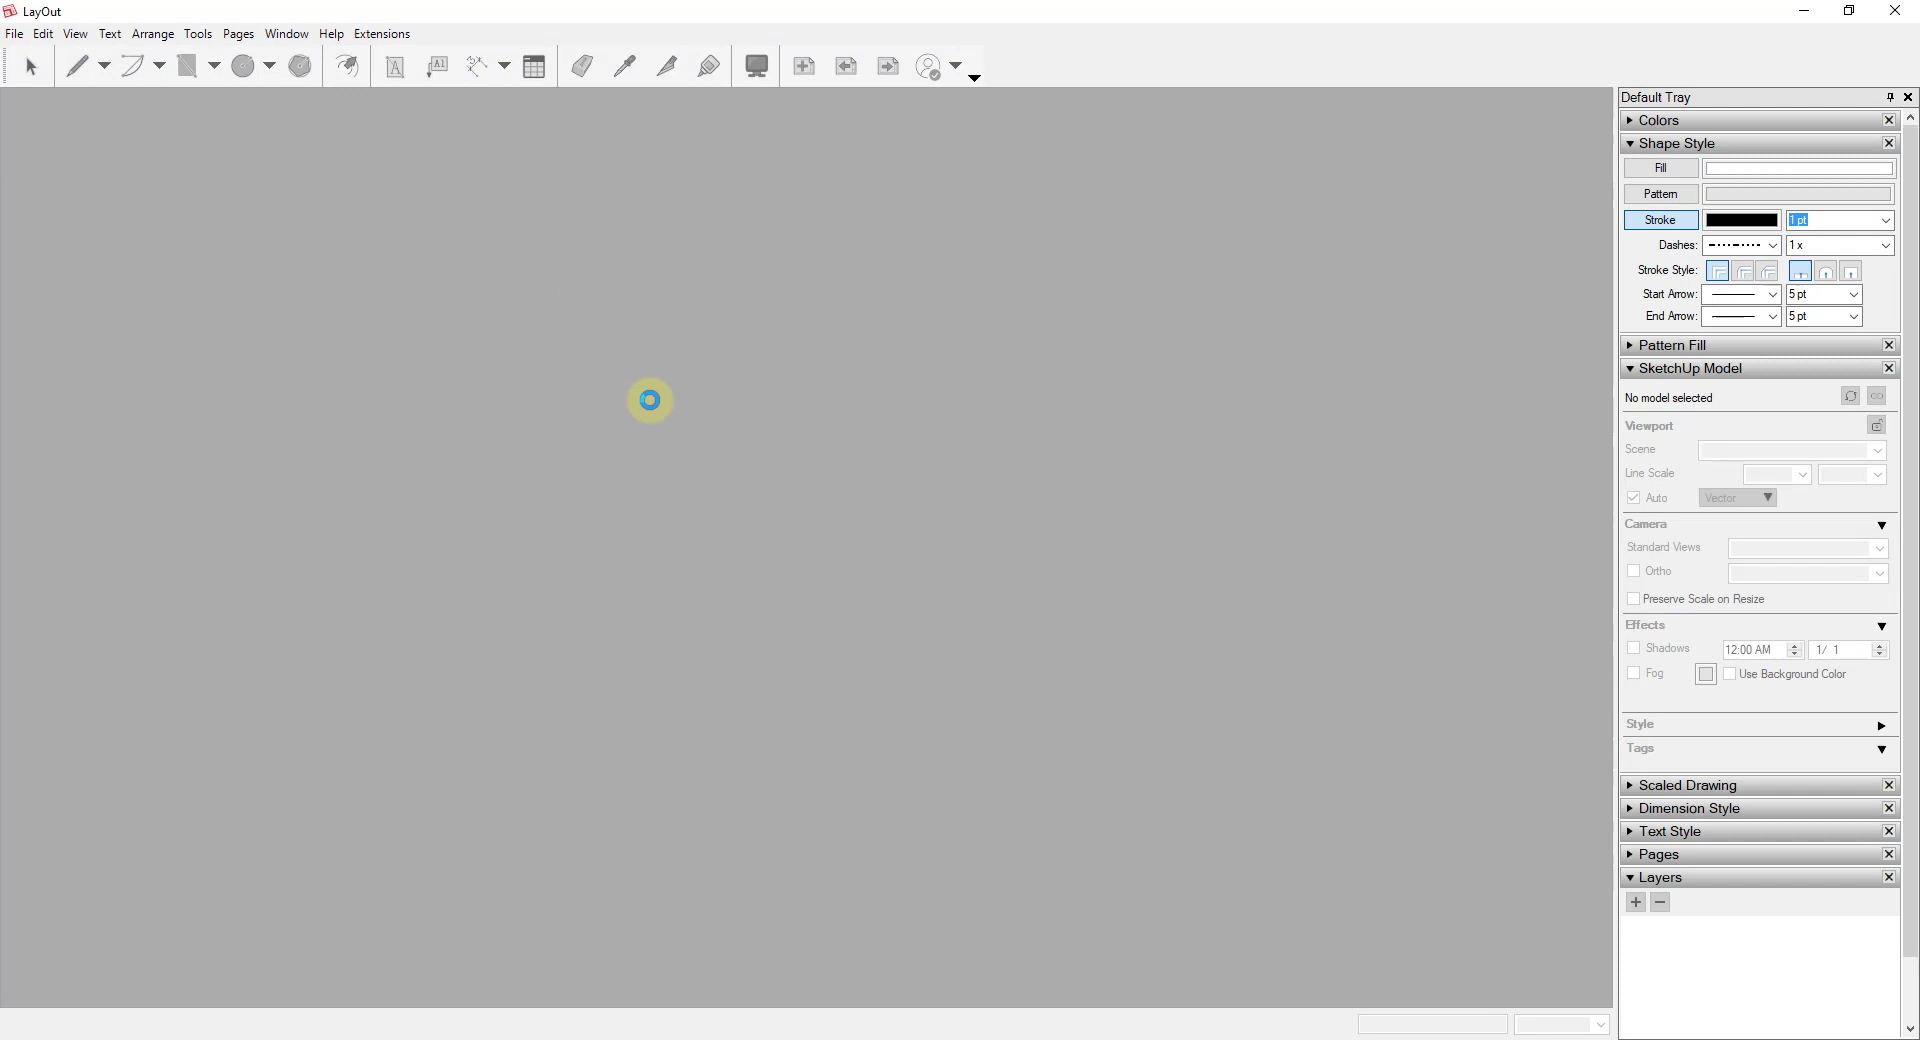 LayOut
File Edit View Text Arrange Tools Pages Window Help Extensions
A A1
Default Tray
Colors
Shape Style
Fill
Pattern
Stroke 1 pt
Dashes: 1 x
Stroke Style:
Start Arrow: 5 pt
End Arrow: 5 pt
Pattern Fill
SketchUp Model
No model selected
Viewport
Scene
Line Scale
Auto Vector
Camera
Standard Views
Ortho
Preserve Scale on Resize
Effects
Shadows 12:00 AM 1/ 1
Fog Use Background Color
Style
Tags
Scaled Drawing
Dimension Style
Text Style
Pages
Layers